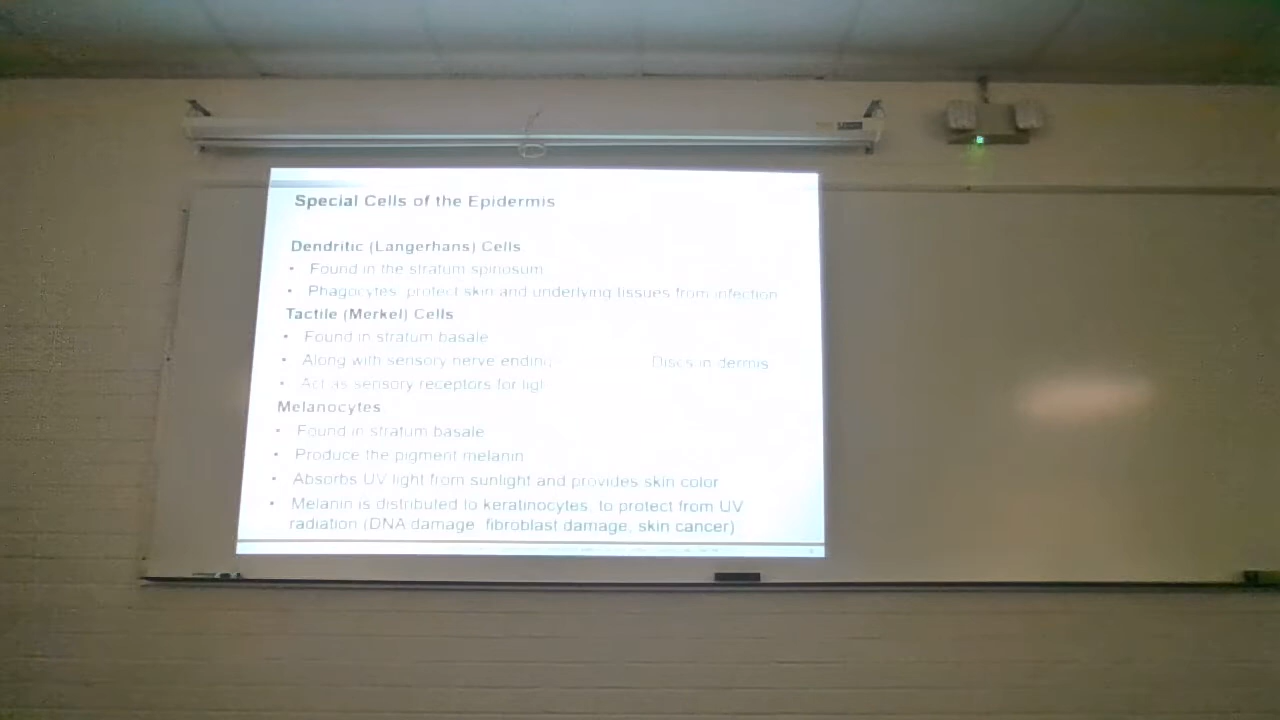 Special Cells of the Epidermis
Dendritic (Langerhans) Cells
• Found in the stratum spinosum
• Phagocytes protect skin and underlying tissues from infection
Tactile (Merkel) Cells
• Found in stratum basale
• Along with sensory nerve ending Discs in dermis
• Act as sensory receptors for
Melanocytes
• Found in stratum basale
• Produce the pigment melanin
• Absorbs UV light from sunlight and provides skin color
• Melanin is distributed to keratinocytes to protect from UV
radiation (DNA damage, fibroblast damage, skin cancer)